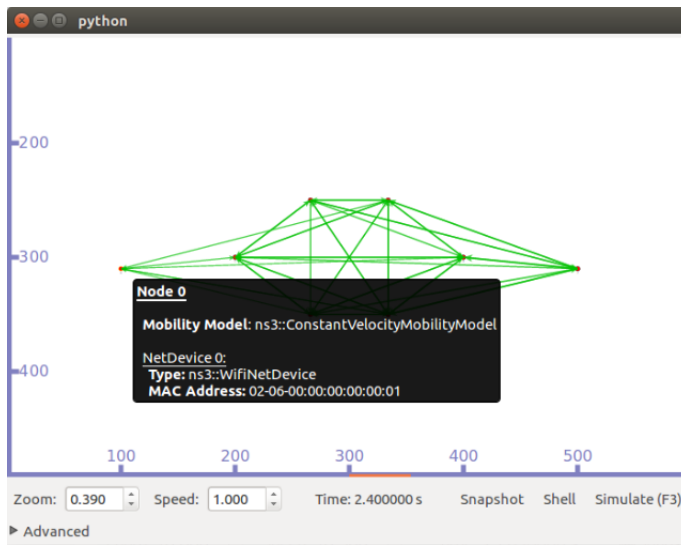 python
200
300
Node 0
Mobility Model: ns3::ConstantVelocityMobilityModel
NetDevice 0:
Type: ns3::WifiNetDevice
MAC Address: 02-06-00:00:00:00:00:01
400
100 200 300 400 500
Zoom: 0.390 Speed: 1.000 Time: 2.400000 s Snapshot Shell Simulate (F3)
Advanced